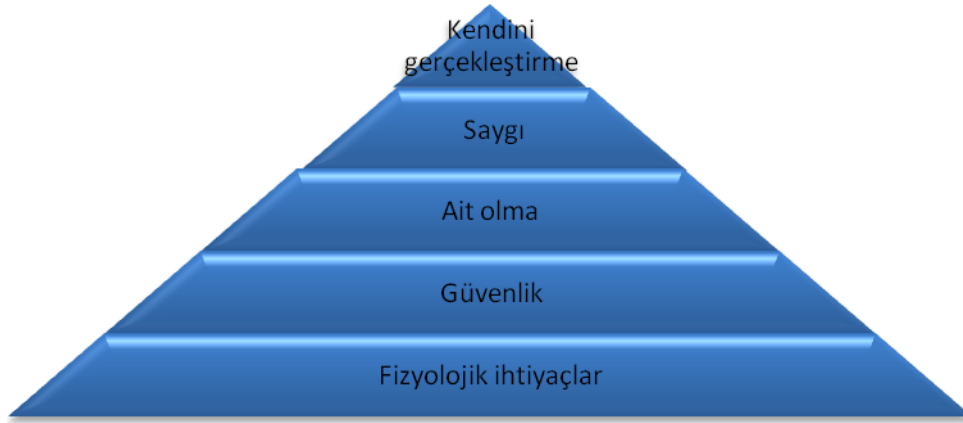 Kendini
gerçekleştirme
Saygı
Ait olma
Güvenlik
Fizyolojik ihtiyaçlar